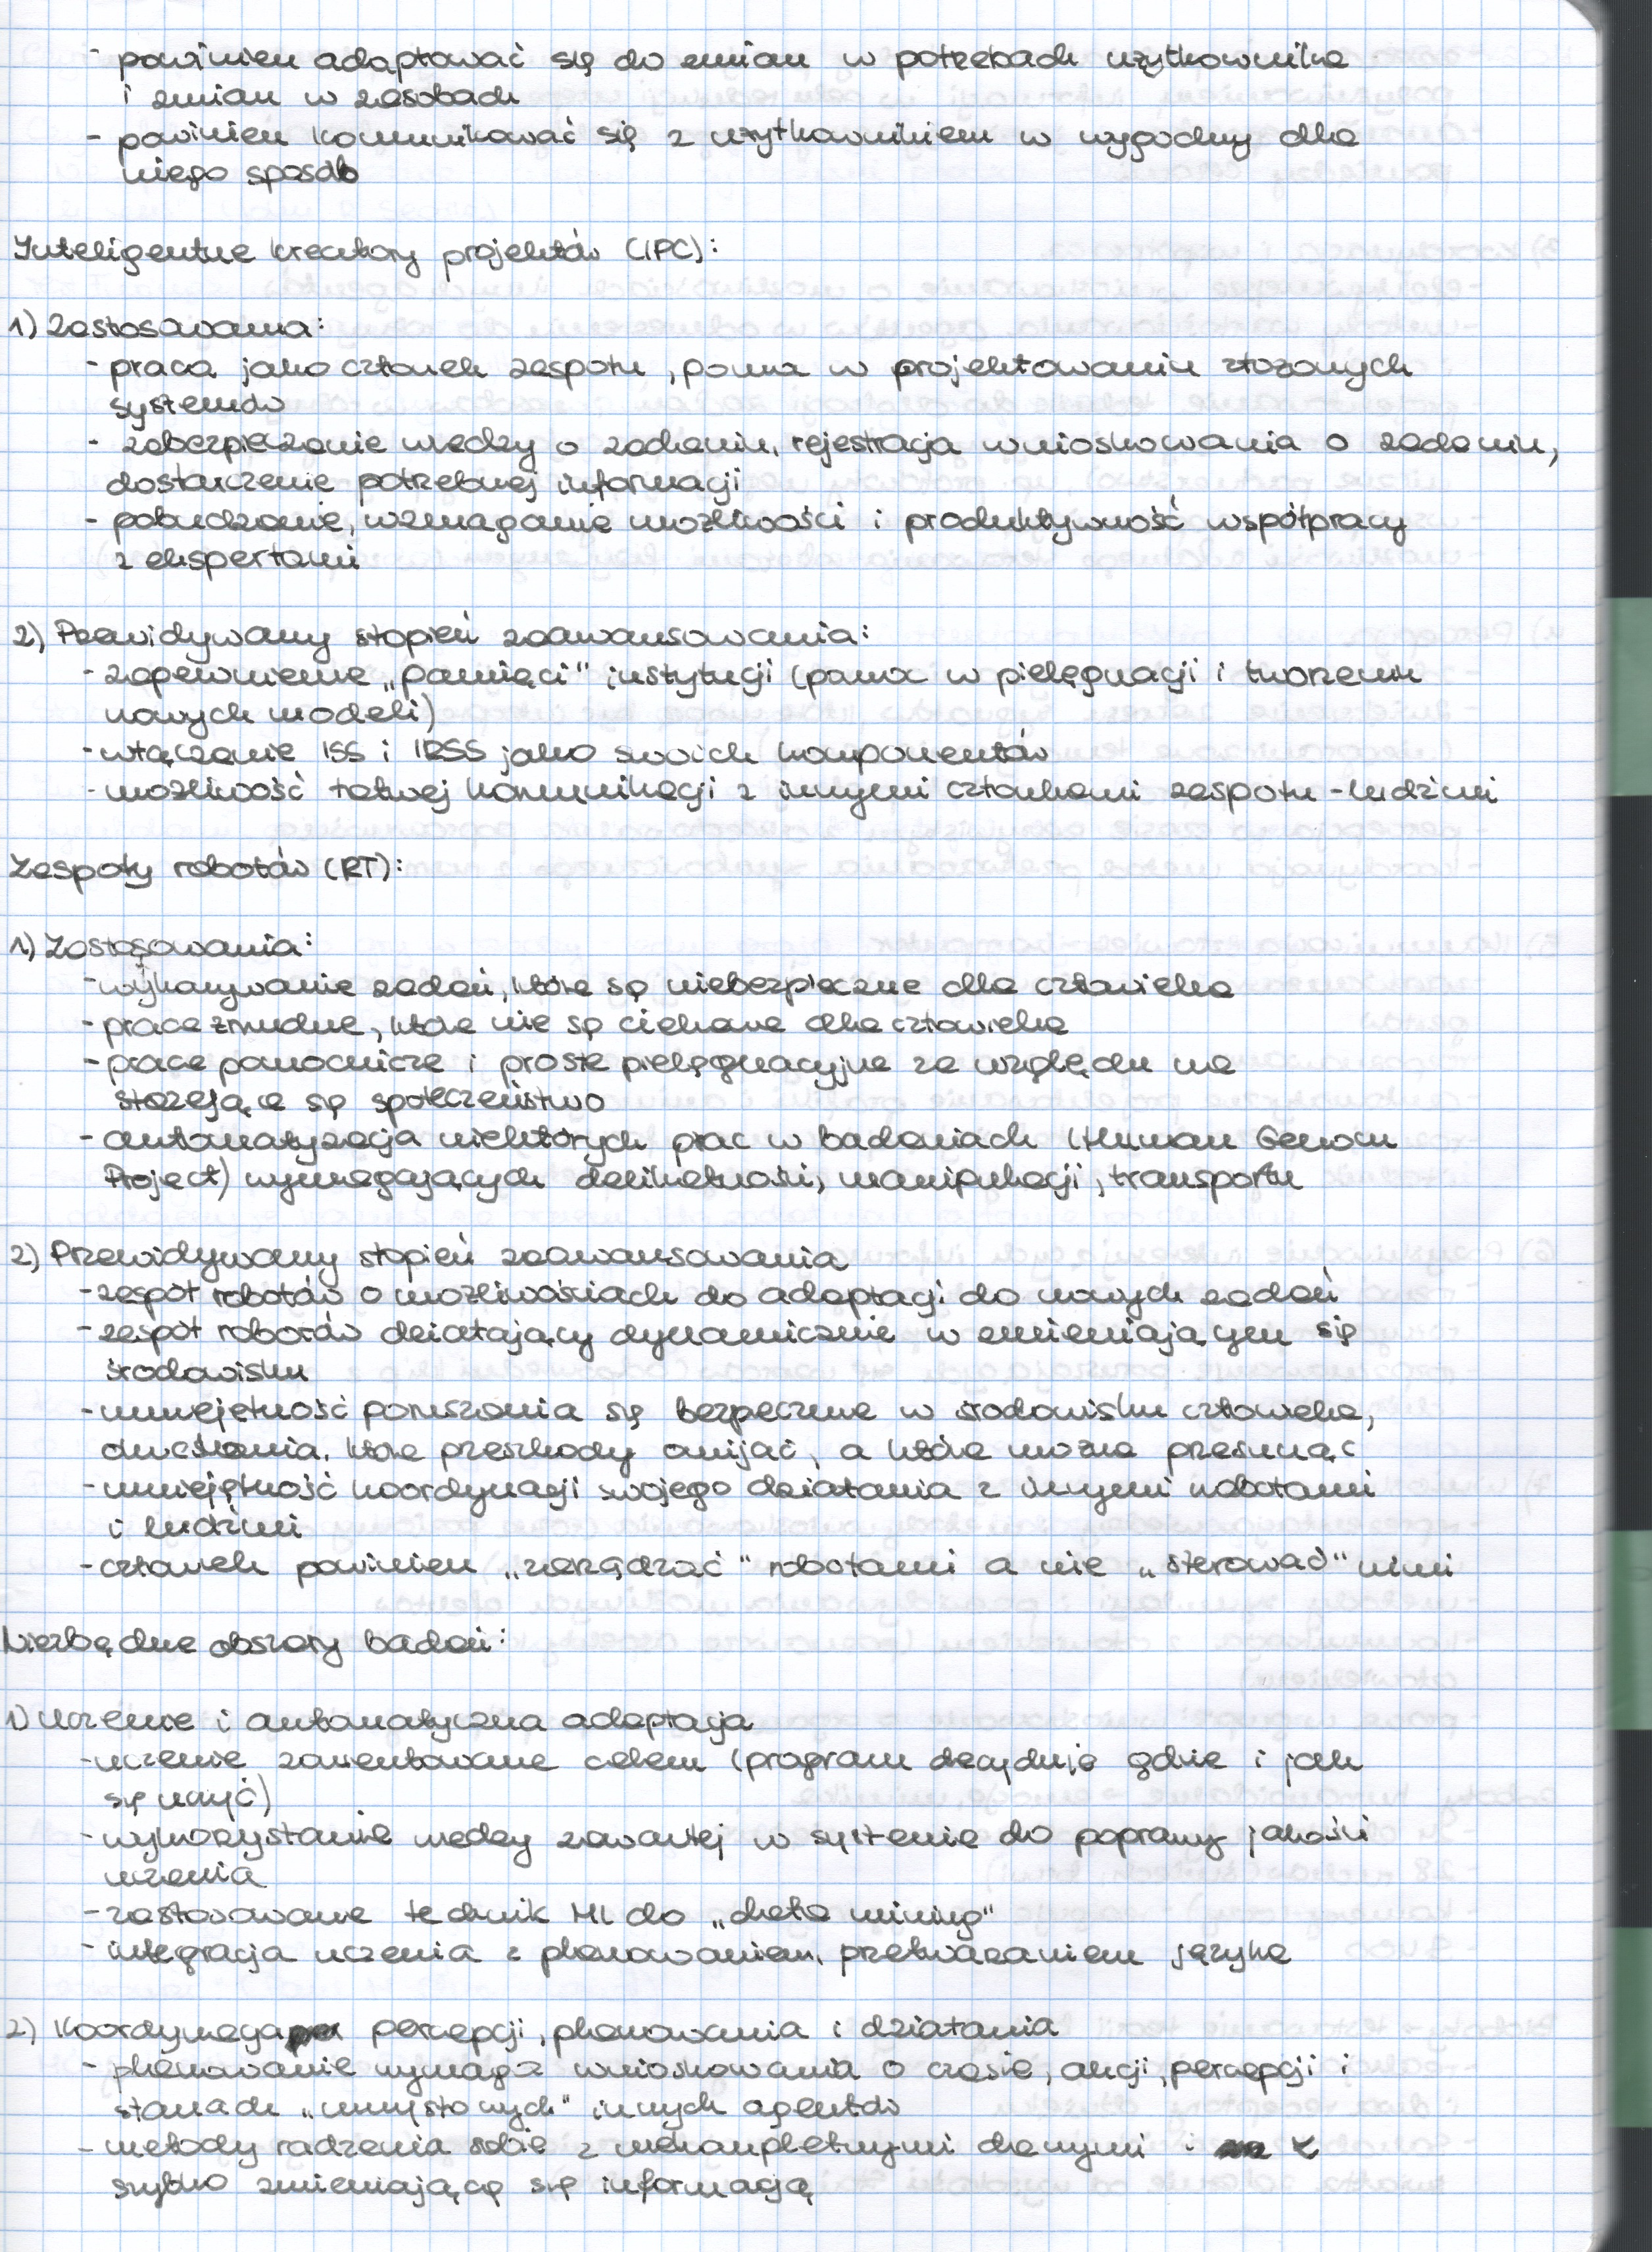 - powinien adaptować się do zmian w potrzebach użytkownika
i zmian w zasobach
- powinien komunikować się z użytkownikiem w wygodny dla
niego sposób
Inteligentne kreatory projektów (IPC):
1) Zastosowania:
- praca jako członek zespołu, pomoc w projektowaniu złożonych
systemów
- zabezpieczenie wiedzy o zadaniu, rejestracja wnioskowania o zadaniu,
dostarczenie potrzebnej informacji
- pobudzanie, wzmaganie możliwości i produktywność współpracy
z ekspertami
2) Przewidywany stopień zaawansowania:
- zapewnienie „pamięci" instytucji (pomoc w pielęgnacji i tworzeniu
nowych modeli)
- włączenie ISS i IRSS jako swoich komponentów
- możliwość łatwej komunikacji z innymi członkami zespołu - ludźmi
Zespoły robotów (RT):
1) Zastosowania:
- wykonywanie zadań, które są niebezpieczne dla człowieka
- prace żmudne, które nie są ciekawe dla człowieka
- prace pomocnicze i proste pielęgnacyjne ze względu na
starzejące się społeczeństwo
- automatyzacja niektórych prac w badaniach (Human Genom
Project) wymagających delikatności, manipulacji, transportu
2) Przewidywany stopień zaawansowania
- zespół robotów o możliwościach do adaptacji do nowych zadań
- zespół robotów działający dynamicznie w zmieniającym się
środowisku
- umiejętność poruszania się bezpieczne w środowisku człowieka,
określania, które przeszkody omijać, a które można przesunąć
- umiejętność koordynacji swojego działania z innymi robotami
i ludźmi
- człowiek powinien „zarządzać" robotami a nie „sterować" nimi
Niezbędne obszary badań:
1) Uczenie i automatyczna adaptacja
- uczenie zorientowane celem (program decyduje gdzie i jak
się uczyć)
- wykorzystanie wiedzy zawartej w systemie do poprawy jakości
uczenia
- zastosowanie technik ML do „data mining"
- integracja uczenia z planowaniem, przetwarzaniem języka
2) Koordynacja percepcji, planowania i działania
- planowanie wymaga wnioskowania o czasie, akcji, percepcji i
stanach „umysłowych" innych agentów
- metody radzenia sobie z niekompletnymi danymi i z
szybko zmieniającą się informacją